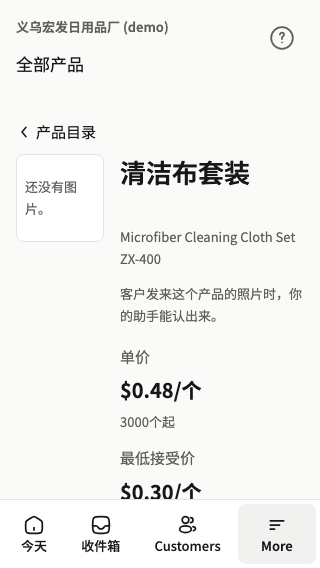 义乌宏发日用品厂 (demo)
全部产品
产品目录
还没有图
片。
清洁布套装
Microfiber Cleaning Cloth Set
ZX-400
客户发来这个产品的照片时，你
的助手能认出来。
单价
$0.48/个
3000个起
最低接受价
$0.30/个
今天
收件箱
Customers
More